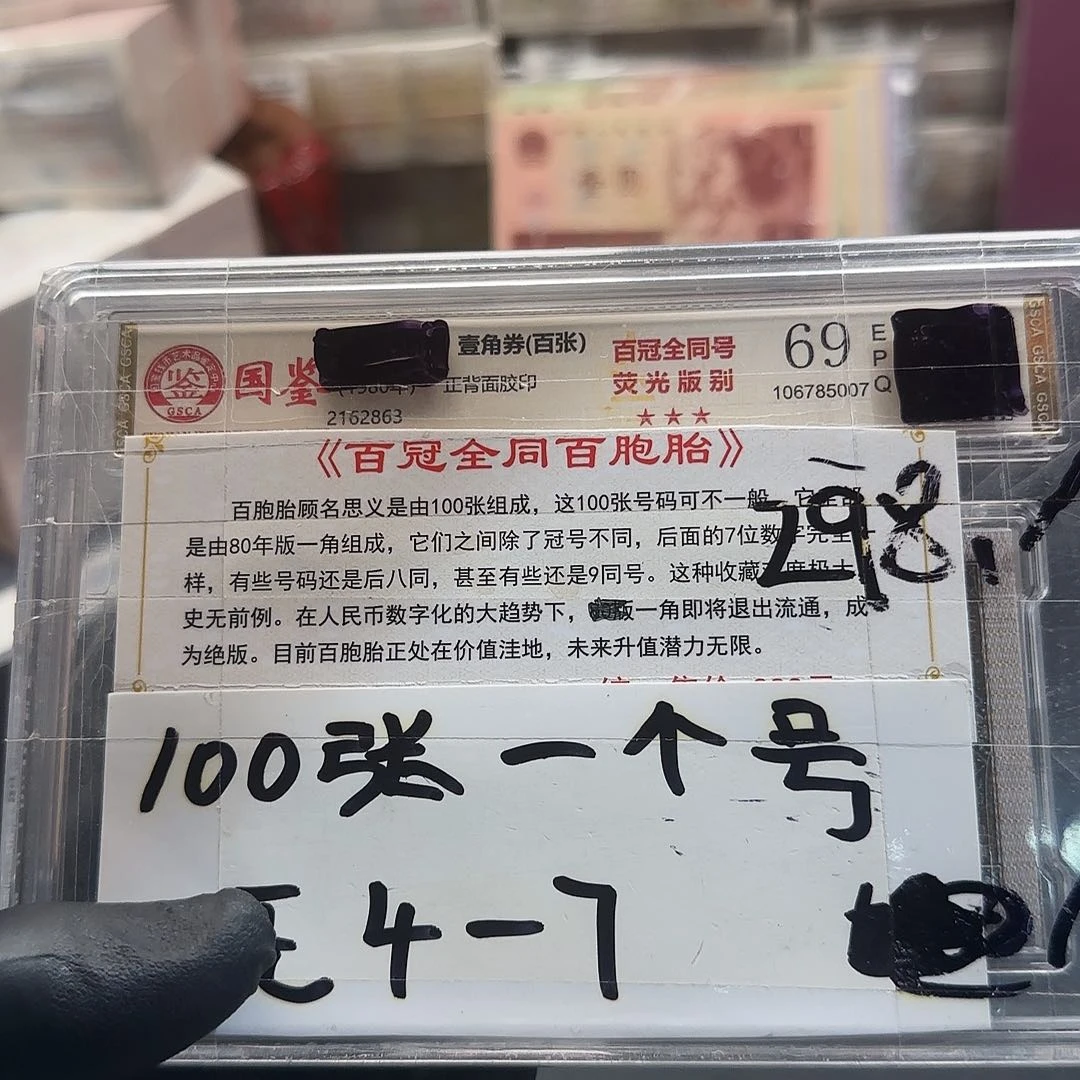 国鉴
壹角券(百张)
正背面胶印
2162863
百冠全同号
荧光版别
★★★
69
EPQ
106785007
鉴
GSCA
《百冠全同百胞胎》
百胞胎顾名思义是由100张组成，这100张号码可不一般，它
是由80年版一角组成，它们之间除了冠号不同，后面的7位数字完全一
样，有些号码还是后八同，甚至有些还是9同号。这种收藏
史无前例。在人民币数字化的大趋势下，版一角即将退出流通，成
为绝版。目前百胞胎正处在价值洼地，未来升值潜力无限。
298!
100张一个号
无4-7